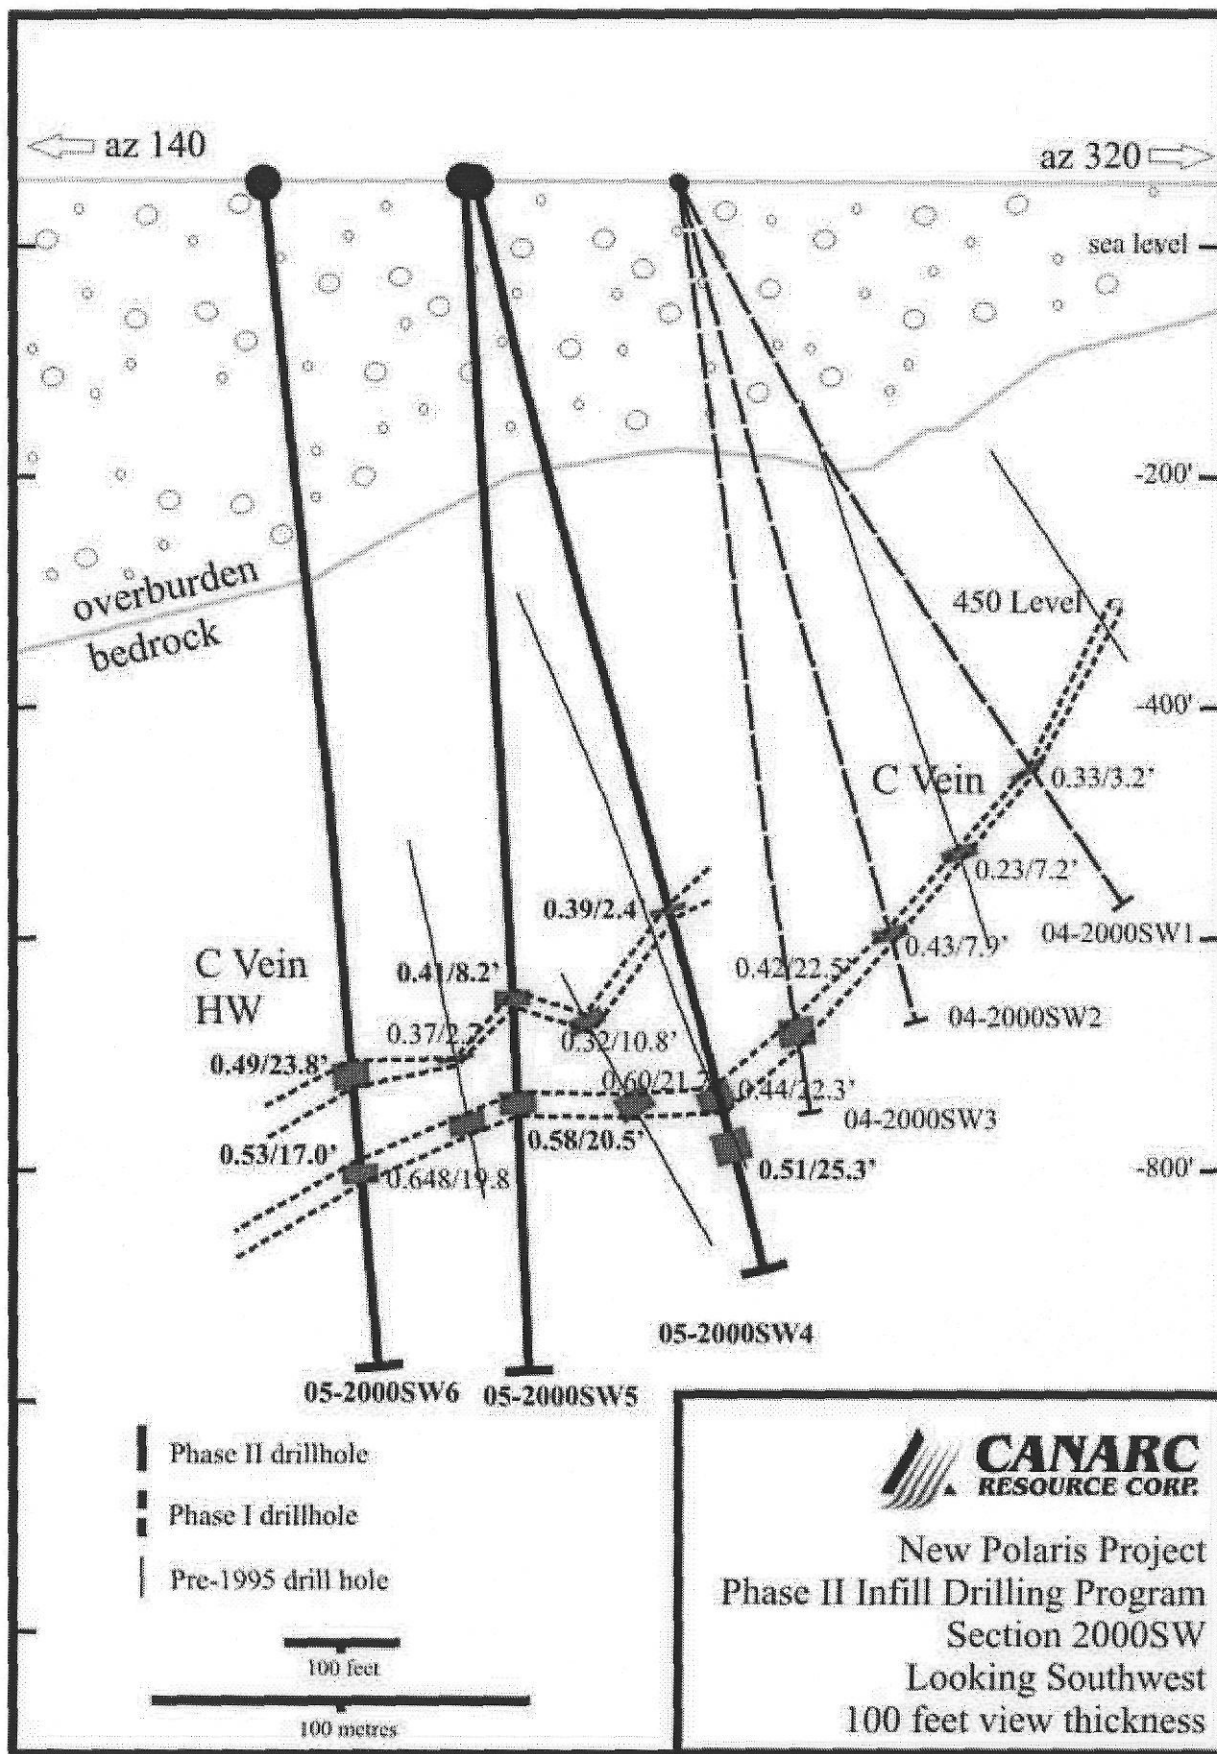 az 140
az 320
sea level
-200'
overburden
bedrock
450 Level
-400'
C Vein
0.33/3.2'
0.23/7.2'
0.39/2.4'
04-2000SW1
0.42/22.5'
0.43/7.9'
C Vein
HW
0.41/8.2'
04-2000SW2
0.37/2.
0.32/10.8'
0.49/23.8'
0.60/21.2'
0.44/22.3'
04-2000SW3
0.53/17.0'
0.58/20.5'
0.51/25.3'
-800'
0.648/19.8
05-2000SW4
05-2000SW6
05-2000SW5
Phase II drillhole
Phase I drillhole
Pre-1995 drill hole
100 feet
100 metres
CANARC
RESOURCE CORP.
New Polaris Project
Phase II Infill Drilling Program
Section 2000SW
Looking Southwest
100 feet view thickness